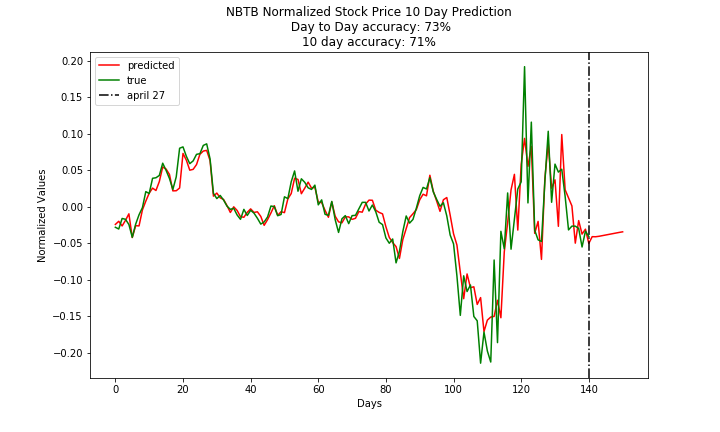 NBTB Normalized Stock Price 10 Day Prediction
Day to Day accuracy: 73%
10 day accuracy: 71%
predicted
true
april 27
Normalized Values
0.20
0.15
0.10
0.05
0.00
−0.05
−0.10
−0.15
−0.20
0 20 40 60 80 100 120 140
Days